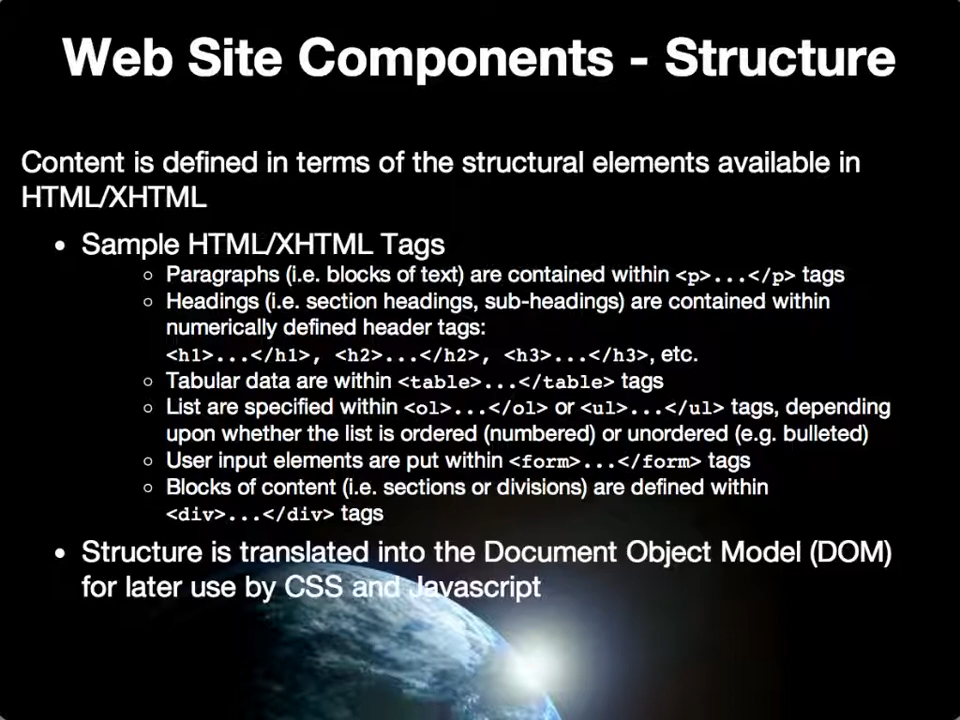 Web Site Components - Structure
Content is defined in terms of the structural elements available in
HTML/XHTML
• Sample HTML/XHTML Tags
○ Paragraphs (i.e. blocks of text) are contained within <p>...</p> tags
○ Headings (i.e. section headings, sub-headings) are contained within
numerically defined header tags:
<h1>...</h1>, <h2>...</h2>, <h3>...</h3>, etc.
○ Tabular data are within <table>...</table> tags
○ List are specified within <ol>...</ol> or <ul>...</ul> tags, depending
upon whether the list is ordered (numbered) or unordered (e.g. bulleted)
○ User input elements are put within <form>...</form> tags
○ Blocks of content (i.e. sections or divisions) are defined within
<div>...</div> tags
• Structure is translated into the Document Object Model (DOM)
for later use by CSS and Javascript